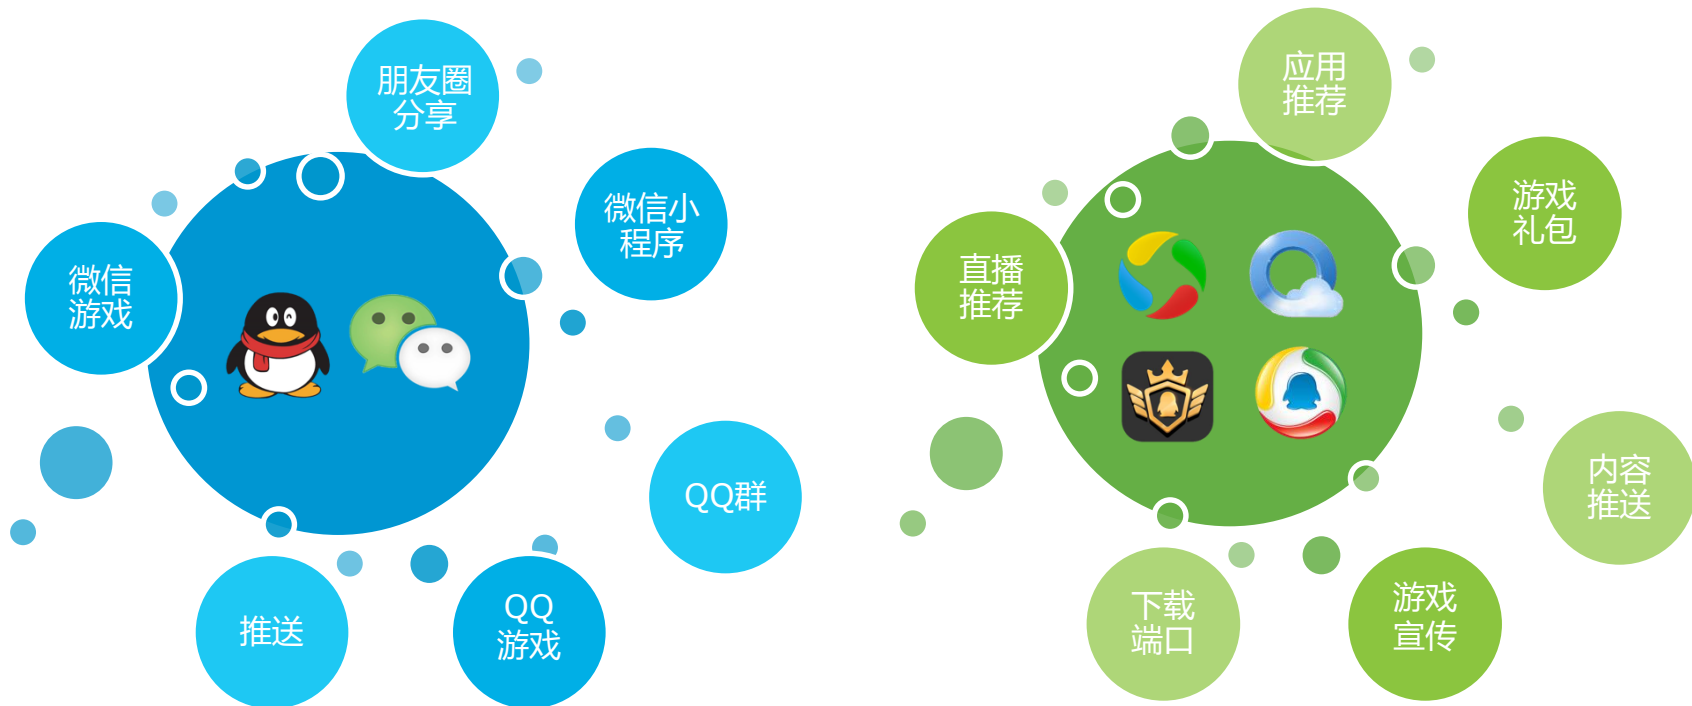 朋友圈
分享
微信小
程序
微信
游戏
QQ群
QQ
游戏
推送
应用
推荐
游戏
礼包
直播
推荐
内容
推送
游戏
宣传
下载
端口